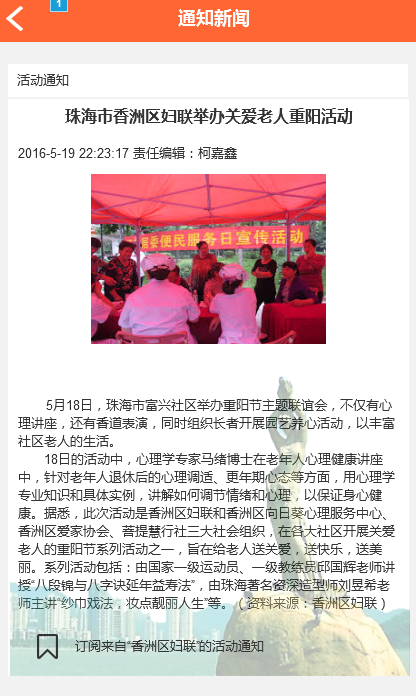 1
通知新闻
活动通知
珠海市香洲区妇联举办关爱老人重阳活动
2016-5-19 22:23:17 责任编辑：柯嘉鑫
居委便民服务日宣传活动
5月18日，珠海市富兴社区举办重阳节主题联谊会，不仅有心
理讲座，还有香道表演，同时组织长者开展园艺养心活动，以丰富
社区老人的生活。
18日的活动中，心理学专家马绪博士在老年人心理健康讲座
中，针对老年人退休后的心理调适、更年期心态等方面，用心理学
专业知识和具体实例，讲解如何调节情绪和心理，以保证身心健
康。据悉，此次活动是香洲区妇联和香洲区向日葵心理服务中心、
香洲区爱家协会、菩提慧行社三大社会组织，在各大社区开展关爱
老人的重阳节系列活动之一，旨在给老人送关爱，送快乐，送美
丽。系列活动包括：由国家一级运动员、一级教练员邱国辉老师讲
授“八段锦与八字诀延年益寿法”，由珠海著名资深造型师刘昱希老
师主讲“纱巾戏法，妆点靓丽人生”等。（资料来源：香洲区妇联）
订阅来自“香洲区妇联”的活动通知